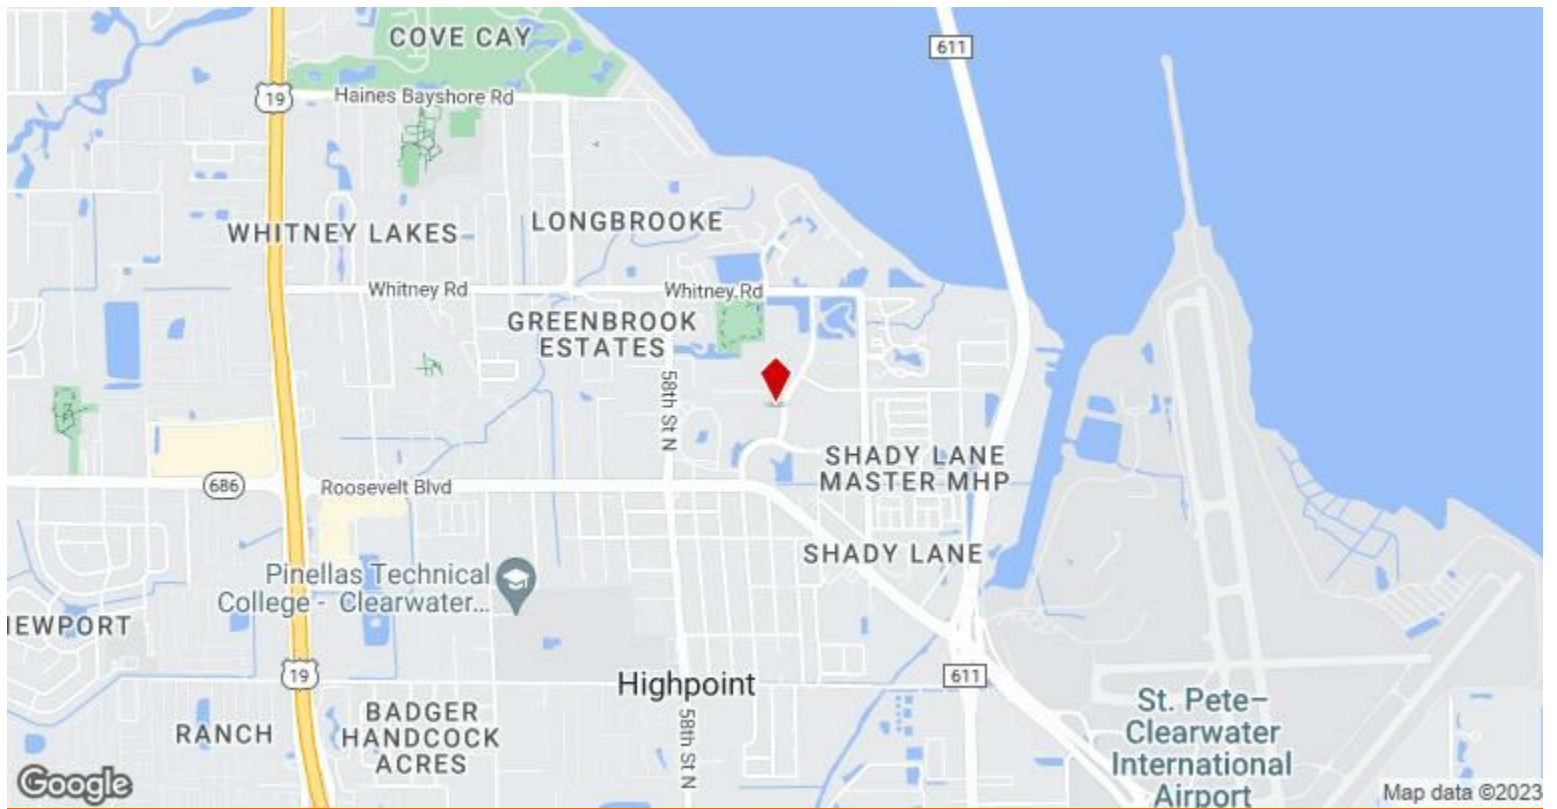 COVE CAY
611
19
Haines Bayshore Rd
LONGBROOKE
WHITNEY LAKES
Whitney Rd
Whitney Rd
GREENBROOK
ESTATES
58th St N
SHADY LANE
MASTER MHP
686
Roosevelt Blvd
SHADY LANE
Pinellas Technical
College - Clearwater...
EWPORT
19
611
Highpoint
St. Pete–
Clearwater
International
Airport
BADGER
HANDCOCK
ACRES
RANCH
58th St N
Google
Map data ©2023